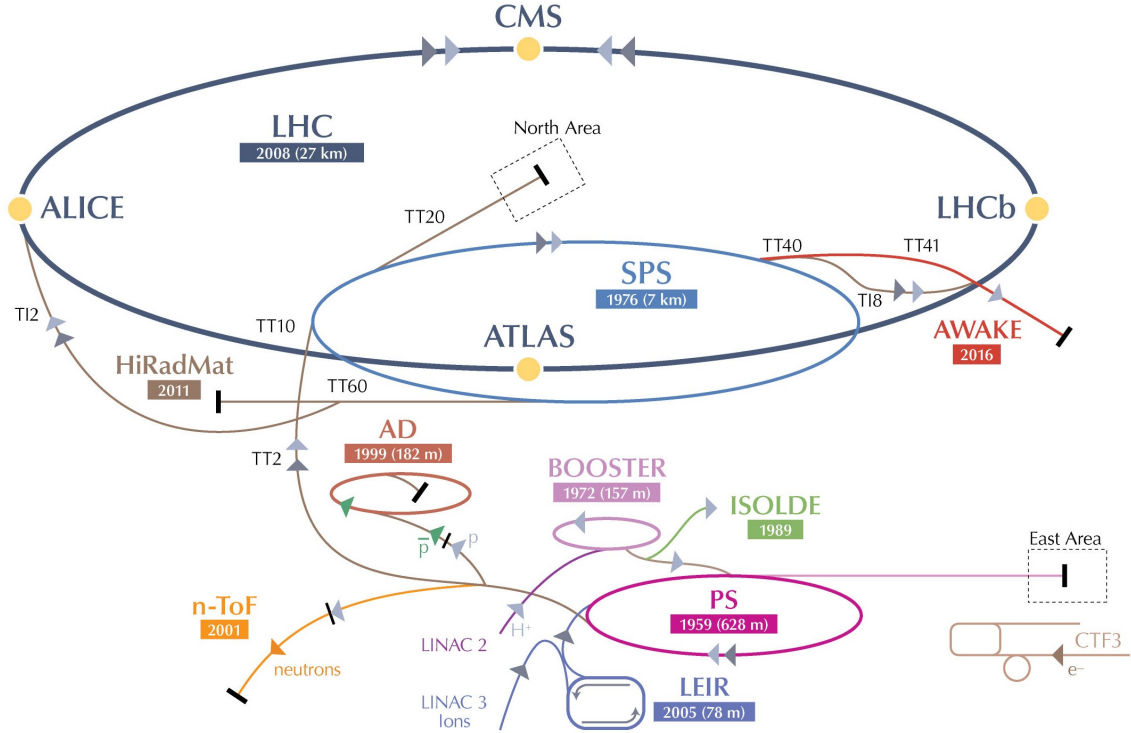 CMS
LHC
2008 (27 km)
North Area
ALICE
LHCb
TT20
TT40
TT41
SPS
1976 (7 km)
TI8
TI2
TT10
ATLAS
AWAKE
2016
HiRadMat
2011
TT60
AD
1999 (182 m)
TT2
BOOSTER
1972 (157 m)
ISOLDE
1989
p
p̅
East Area
n-ToF
2001
PS
1959 (628 m)
H⁺
LINAC 2
neutrons
CTF3
e⁻
LEIR
2005 (78 m)
LINAC 3
Ions